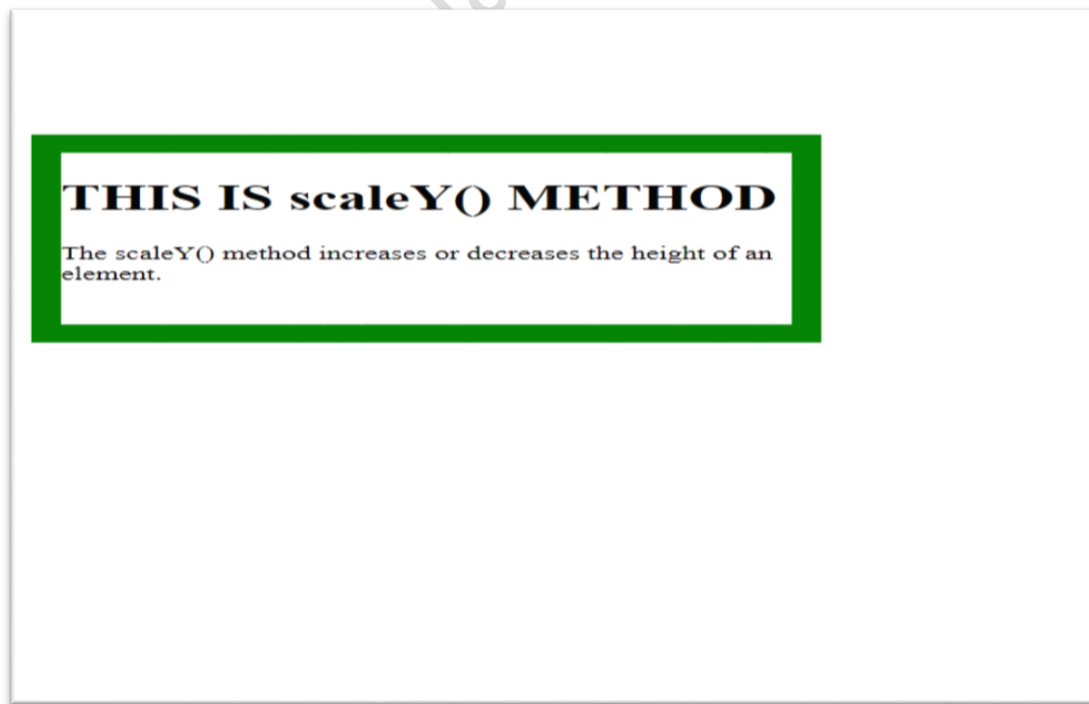 THIS IS scaleY() METHOD
The scaleY() method increases or decreases the height of an
element.